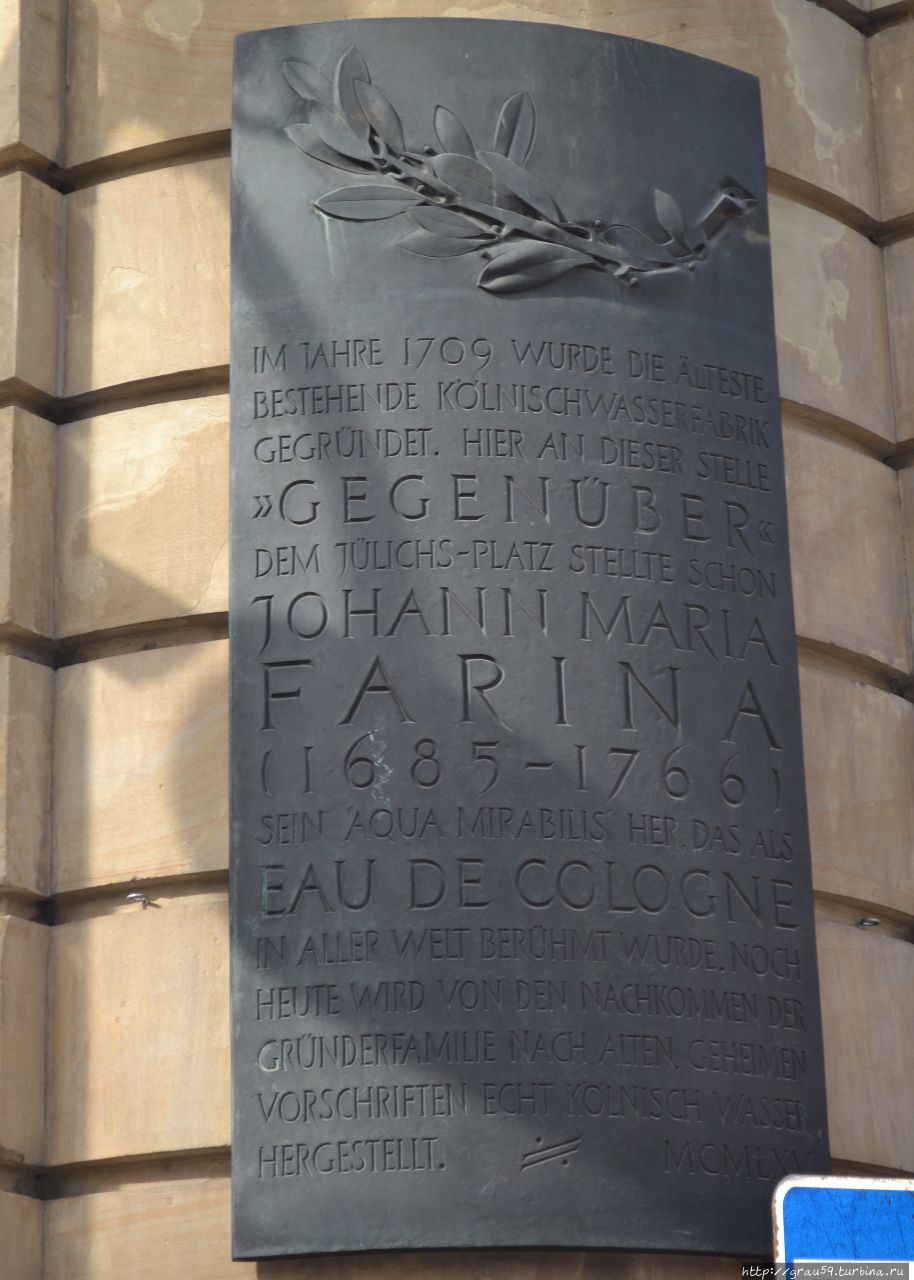 IM JAHRE 1709 WURDE DIE ÄLTESTE
BESTEHENDE KÖLNISCHWASSERFABRIK
GEGRÜNDET. HIER AN DIESER STELLE
»GEGENÜBER«
DEM JÜLICHS-PLATZ STELLTE SCHON
JOHANN MARIA
FARINA
(1685-1766)
SEIN 'AQUA MIRABILIS' HER, DAS ALS
EAU DE COLOGNE
IN ALLER WELT BERÜHMT WURDE. NOCH
HEUTE WIRD VON DEN NACHKOMMEN DER
GRÜNDERFAMILIE NACH ALTEN, GEHEIMEN
VORSCHRIFTEN ECHT KÖLNISCH WASSER
HERGESTELLT. MCMLXV
http://grau59.turbina.ru